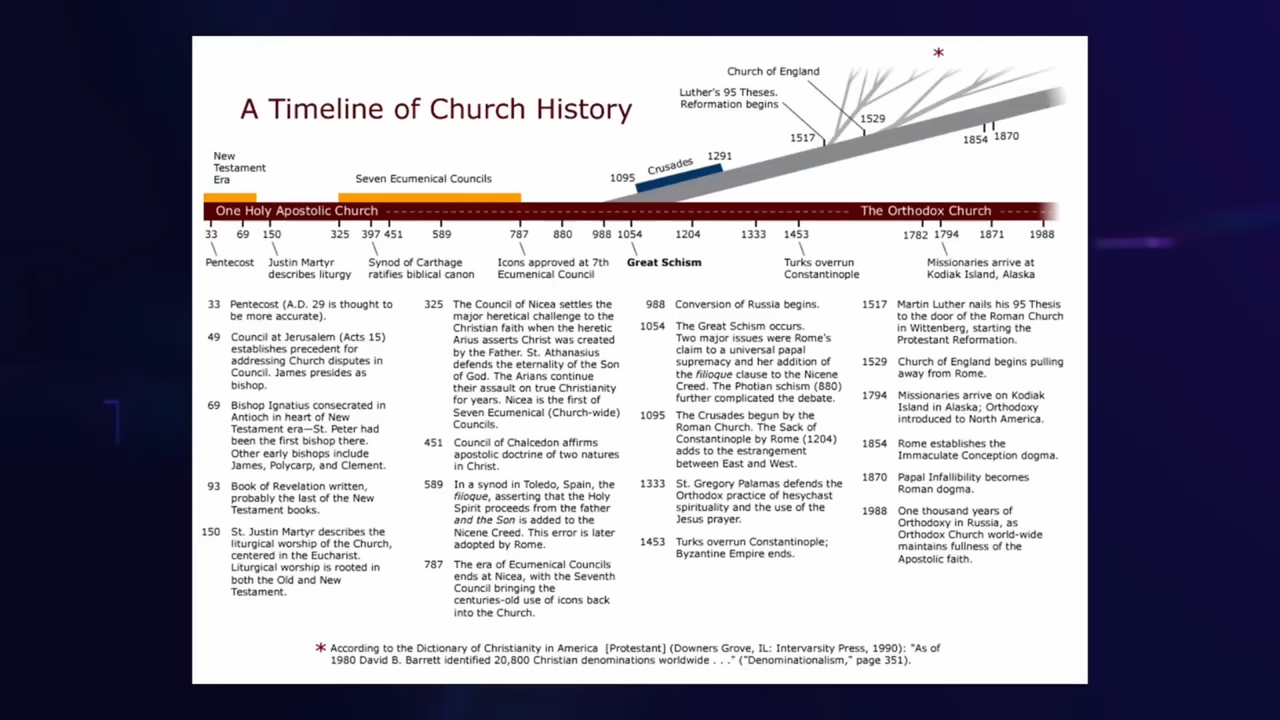 *
Church of England
Luther's 95 Theses.
Reformation begins
A Timeline of Church History
1529
1517
1854 1870
New
Testament
Era
Seven Ecumenical Councils
1095
Crusades
1291
One Holy Apostolic Church
The Orthodox Church
33 69 150 325 397 451 589 787 880 988 1054 1204 1333 1453 1782 1794 1871 1988
Pentecost
Justin Martyr
describes liturgy
Synod of Carthage
ratifies biblical canon
Icons approved at 7th
Ecumenical Council
Great Schism
Turks overrun
Constantinople
Missionaries arrive at
Kodiak Island, Alaska
33 Pentecost (A.D. 29 is thought to
be more accurate).
49 Council at Jerusalem (Acts 15)
establishes precedent for
addressing Church disputes in
Council. James presides as
bishop.
69 Bishop Ignatius consecrated in
Antioch in heart of New
Testament era—St. Peter had
been the first bishop there.
Other early bishops include
James, Polycarp, and Clement.
93 Book of Revelation written,
probably the last of the New
Testament books.
150 St. Justin Martyr describes the
liturgical worship of the Church,
centered in the Eucharist.
Liturgical worship is rooted in
both the Old and New
Testament.
325 The Council of Nicea settles the
major heretical challenge to the
Christian faith when the heretic
Arius asserts Christ was created
by the Father. St. Athanasius
defends the eternality of the Son
of God. The Arians continue
their assault on true Christianity
for years. Nicea is the first of
Seven Ecumenical (Church-wide)
Councils.
451 Council of Chalcedon affirms
apostolic doctrine of two natures
in Christ.
589 In a synod in Toledo, Spain, the
filioque, asserting that the Holy
Spirit proceeds from the father
and the Son is added to the
Nicene Creed. This error is later
adopted by Rome.
787 The era of Ecumenical Councils
ends at Nicea, with the Seventh
Council bringing the
centuries-old use of icons back
into the Church.
988 Conversion of Russia begins.
1054 The Great Schism occurs.
Two major issues were Rome's
claim to a universal papal
supremacy and her addition of
the filioque clause to the Nicene
Creed. The Photian schism (880)
further complicated the debate.
1095 The Crusades begun by the
Roman Church. The Sack of
Constantinople by Rome (1204)
adds to the estrangement
between East and West.
1333 St. Gregory Palamas defends the
Orthodox practice of hesychast
spirituality and the use of the
Jesus prayer.
1453 Turks overrun Constantinople;
Byzantine Empire ends.
1517 Martin Luther nails his 95 Thesis
to the door of the Roman Church
in Wittenberg, starting the
Protestant Reformation.
1529 Church of England begins pulling
away from Rome.
1794 Missionaries arrive on Kodiak
Island in Alaska; Orthodoxy
introduced to North America.
1854 Rome establishes the
Immaculate Conception dogma.
1870 Papal Infallibility becomes
Roman dogma.
1988 One thousand years of
Orthodoxy in Russia, as
Orthodox Church world-wide
maintains fullness of the
Apostolic faith.
* According to the Dictionary of Christianity in America [Protestant] (Downers Grove, IL: Intervarsity Press, 1990): "As of
1980 David B. Barrett identified 20,800 Christian denominations worldwide . . ." ("Denominationalism," page 351).